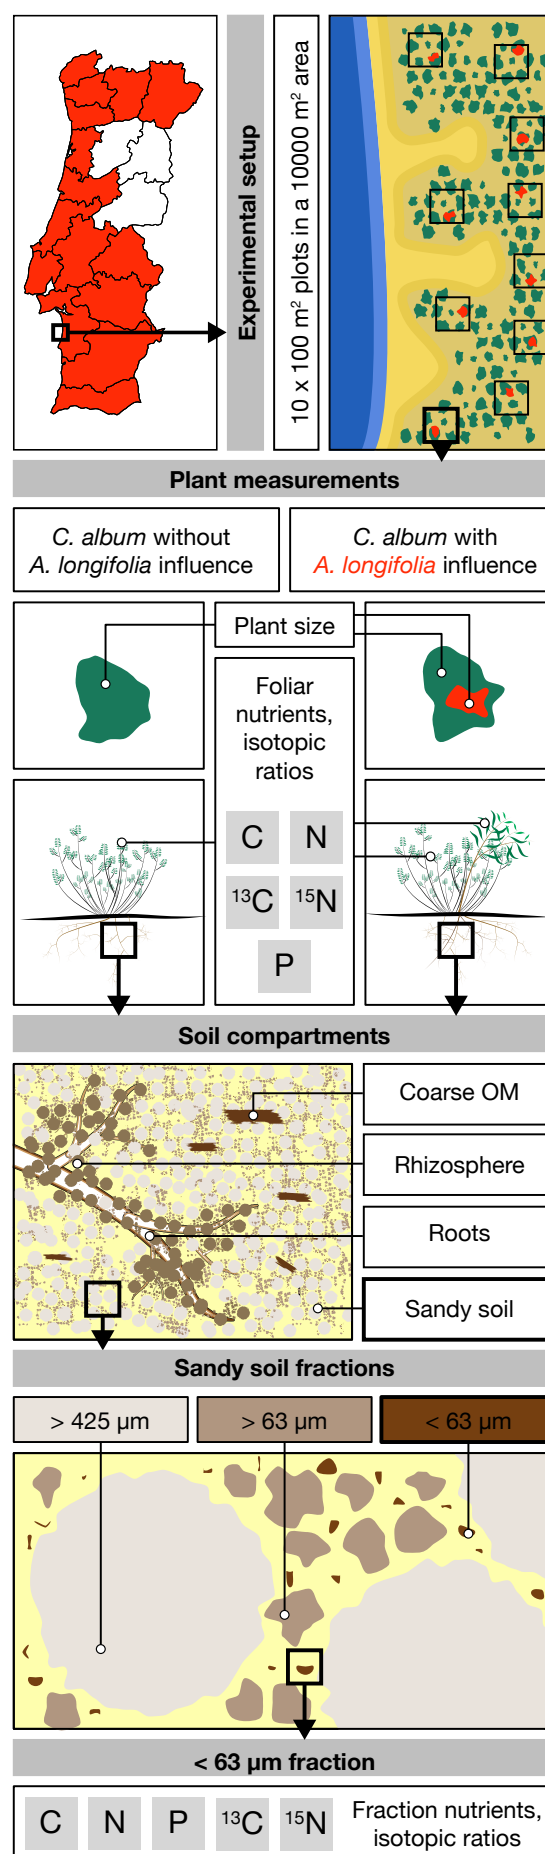 Experimental setup
10 x 100 m² plots in a 10000 m² area
Plant measurements
C. album without
A. longifolia influence
C. album with
A. longifolia influence
Plant size
Foliar
nutrients,
isotopic
ratios
C N
¹³C ¹⁵N
P
Soil compartments
Coarse OM
Rhizosphere
Roots
Sandy soil
Sandy soil fractions
> 425 µm
> 63 µm
< 63 µm
< 63 µm fraction
C N P ¹³C ¹⁵N
Fraction nutrients,
isotopic ratios